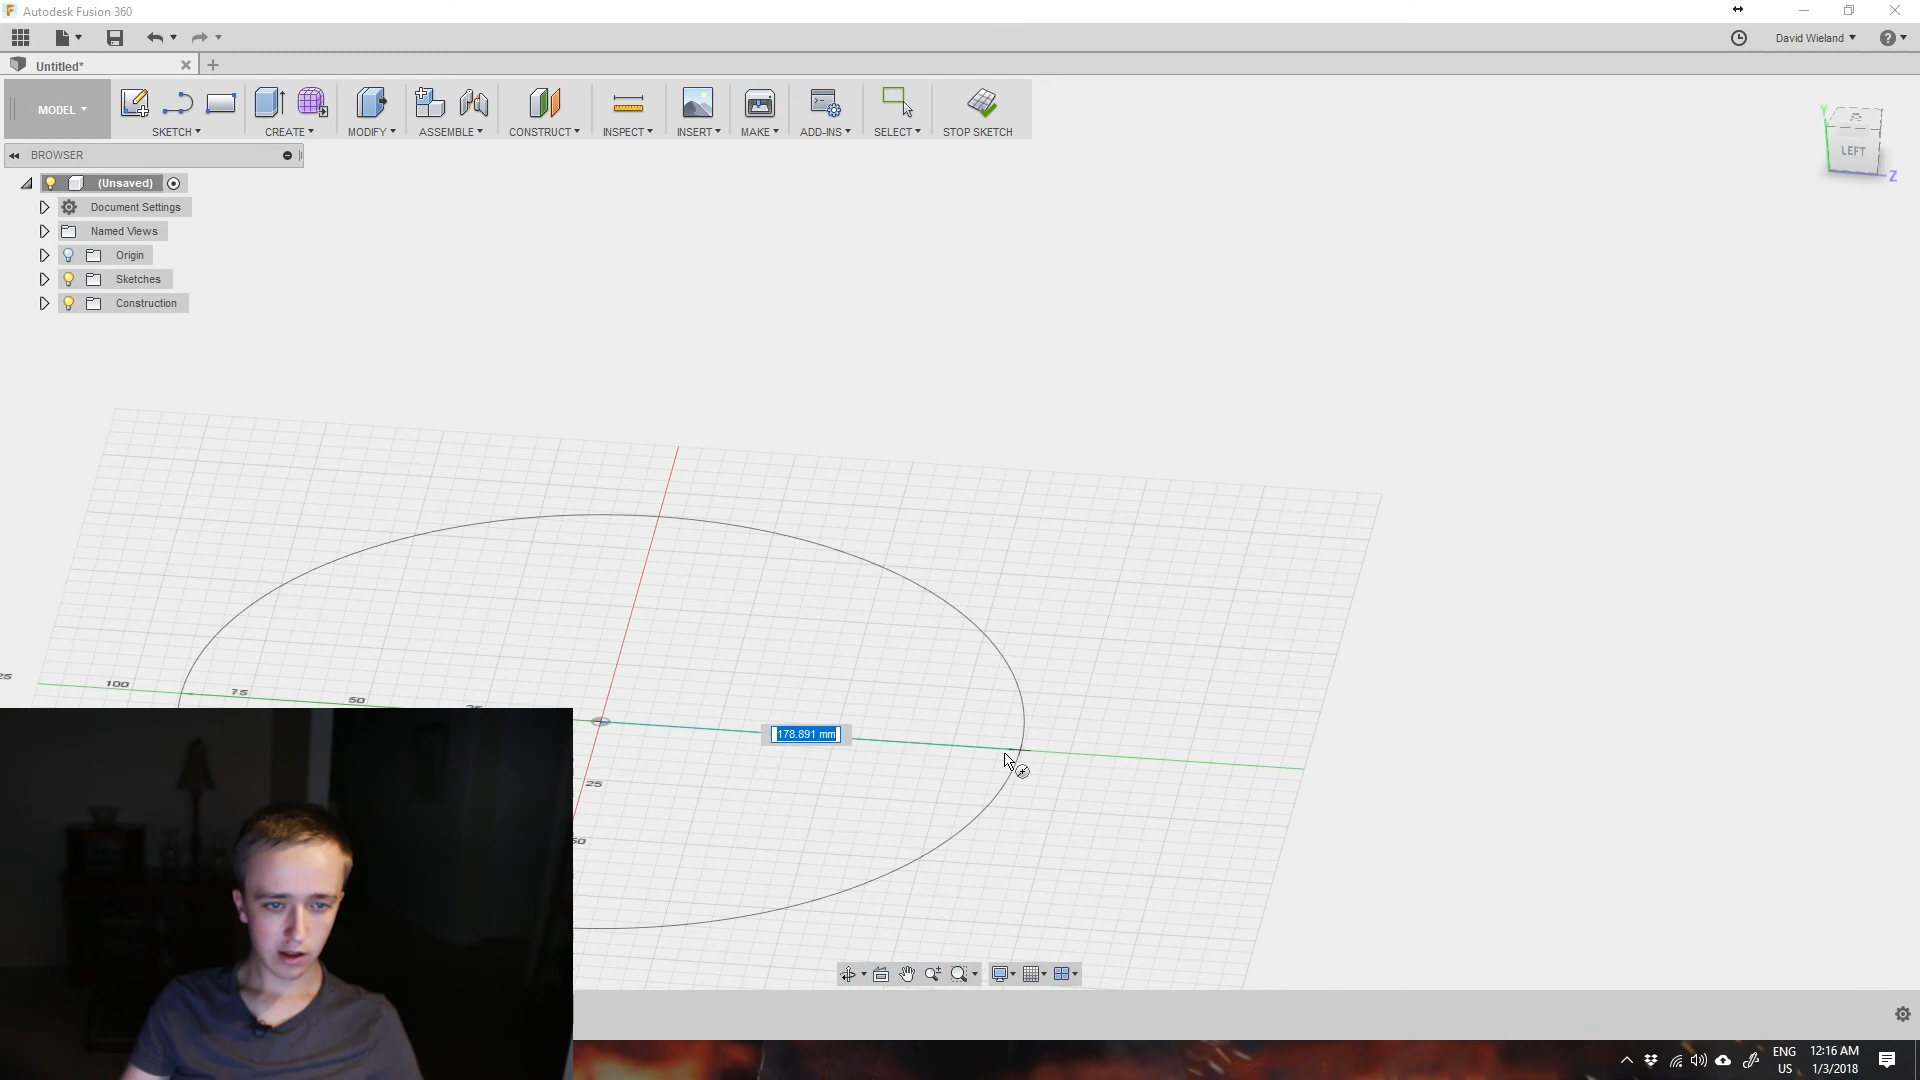 Autodesk Fusion 360
David Wieland
Untitled*
MODEL
SKETCH
CREATE
MODIFY
ASSEMBLE
CONSTRUCT
INSPECT
INSERT
MAKE
ADD-INS
SELECT
STOP SKETCH
BROWSER
Y
LEFT
Z
(Unsaved)
Document Settings
Named Views
Origin
Sketches
Construction
25
100
75
50
178.891 mm
25
50
ENG
US
12:16 AM
1/3/2018